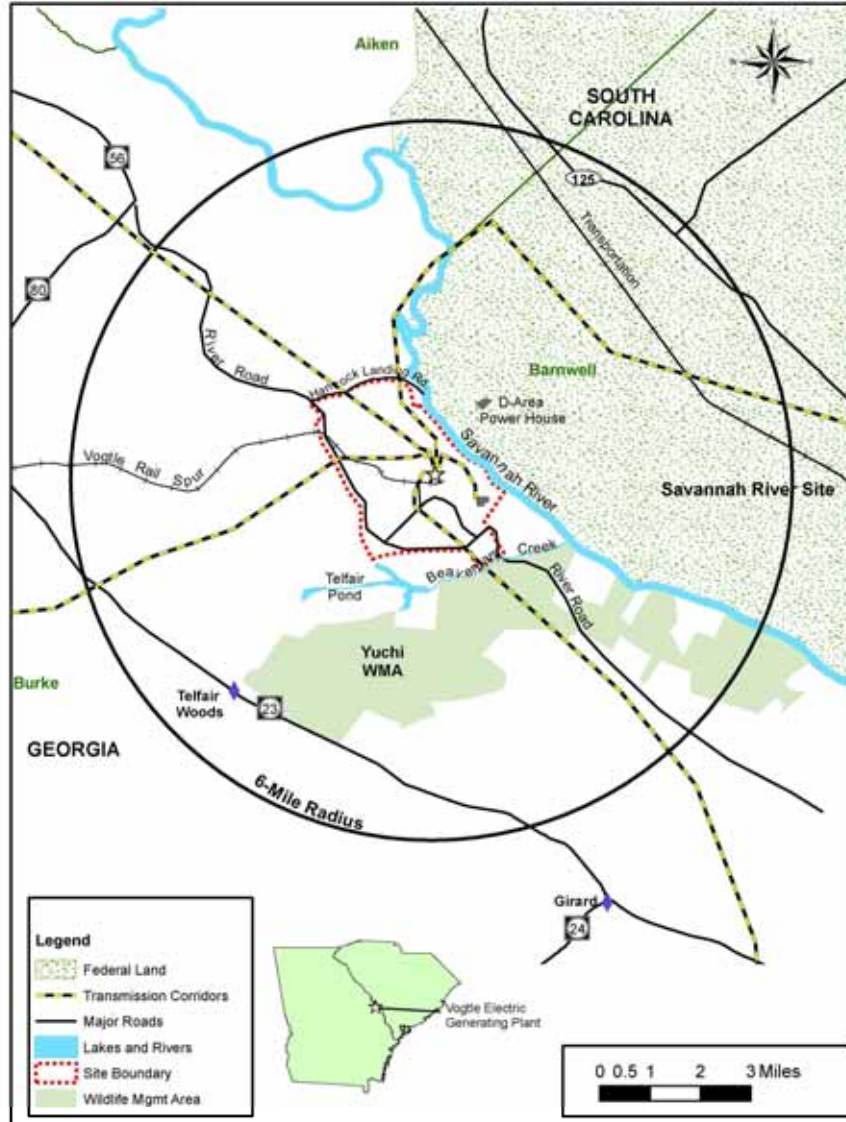 Aiken
SOUTH
CAROLINA
N
W
E
S
56
125
Transportation
80
River Road
Hancock Landing Rd.
Barnwell
D-Area
Power House
Savannah River
Vogtle Rail Spur
Savannah River Site
Beaverdam Creek
Telfair
Pond
River Road
Yuchi
WMA
Burke
Telfair
Woods
23
GEORGIA
6-Mile Radius
Girard
24
Legend
Federal Land
Transmission Corridors
Major Roads
Lakes and Rivers
Site Boundary
Wildlife Mgmt Area
Vogtle Electric
Generating Plant
0 0.5 1 2 3 Miles